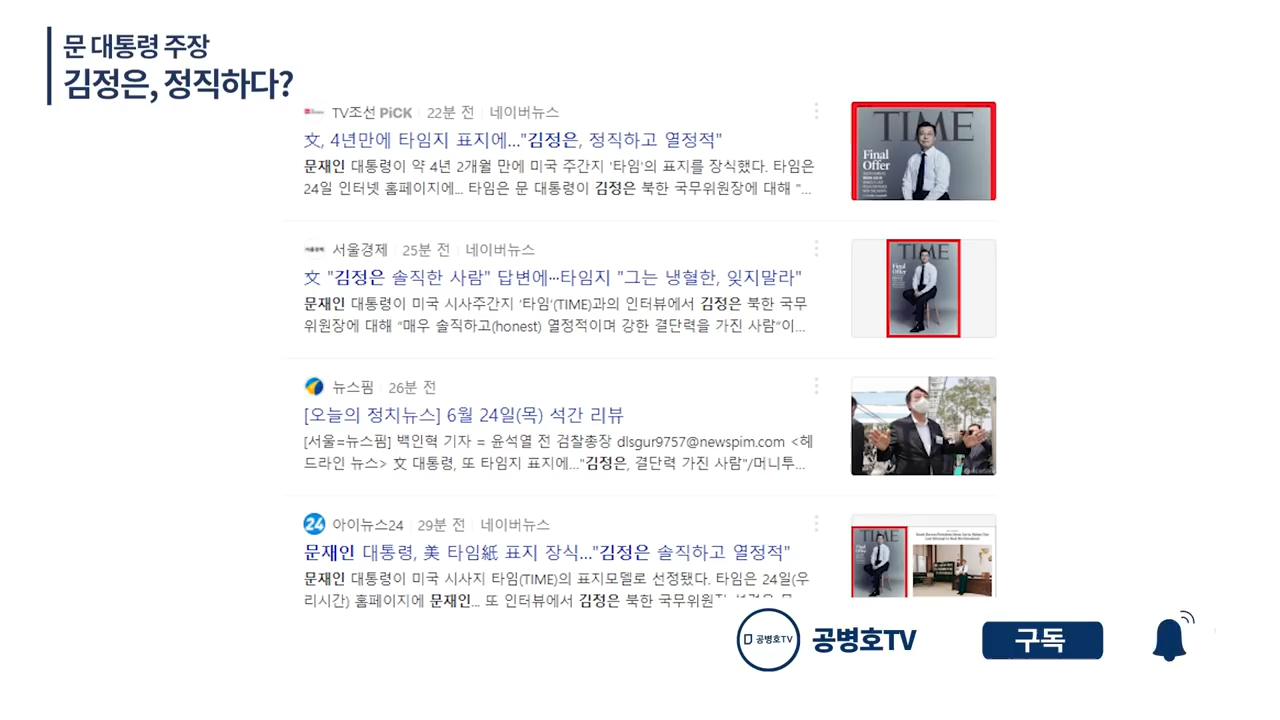 문 대통령 주장
김정은, 정직하다?
TV조선 PiCK 22분 전 네이버뉴스
文, 4년만에 타임지 표지에..."김정은, 정직하고 열정적"
문재인 대통령이 약 4년 2개월 만에 미국 주간지 '타임'의 표지를 장식했다. 타임은
24일 인터넷 홈페이지에... 타임은 문 대통령이 김정은 북한 국무위원장에 대해 "...
TIME
Final
Offer
서울경제 25분 전 네이버뉴스
文 "김정은 솔직한 사람" 답변에…타임지 "그는 냉혈한, 잊지말라"
문재인 대통령이 미국 시사주간지 '타임'(TIME)과의 인터뷰에서 김정은 북한 국무
위원장에 대해 “매우 솔직하고(honest) 열정적이며 강한 결단력을 가진 사람“이...
TIME
Final
Offer
뉴스핌 26분 전
[오늘의 정치뉴스] 6월 24일(목) 석간 리뷰
[서울=뉴스핌] 백인혁 기자 = 윤석열 전 검찰총장 dlsgur9757@newspim.com <헤
드라인 뉴스> 文 대통령, 또 타임지 표지에..."김정은, 결단력 가진 사람"/머니투...
24 아이뉴스24 29분 전 네이버뉴스
문재인 대통령, 美 타임紙 표지 장식..."김정은 솔직하고 열정적"
문재인 대통령이 미국 시사지 타임(TIME)의 표지모델로 선정됐다. 타임은 24일(우
리시간) 홈페이지에 문재인... 또 인터뷰에서 김정은 북한 국무위원
TIME
Final
Offer
공병호TV
공병호TV
구독